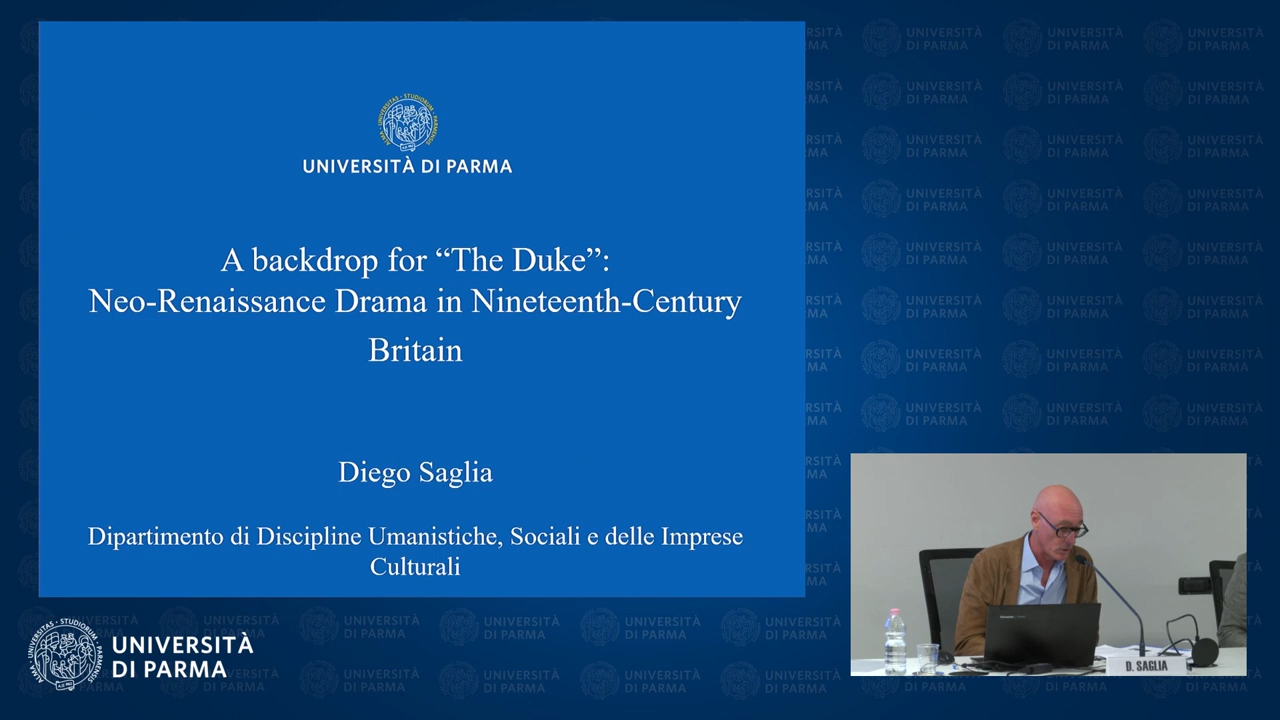 UNIVERSITÀ DI PARMA
A backdrop for “The Duke”:
Neo-Renaissance Drama in Nineteenth-Century
Britain
Diego Saglia
Dipartimento di Discipline Umanistiche, Sociali e delle Imprese
Culturali
UNIVERSITÀ
DI PARMA
D. SAGLIA